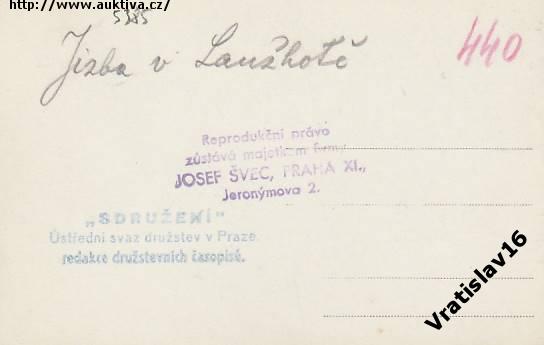 http://www.auktiva.cz/
5385
Jizba v Lanžhotě
440
Reprodukční právo
zůstává majetkem firmy
JOSEF ŠVEC, PRAHA XI.,
Jeronýmova 2.
„SDRUŽENÍ"
Ústřední svaz družstev v Praze.
redakce družstevních časopisů.
Vratislav16